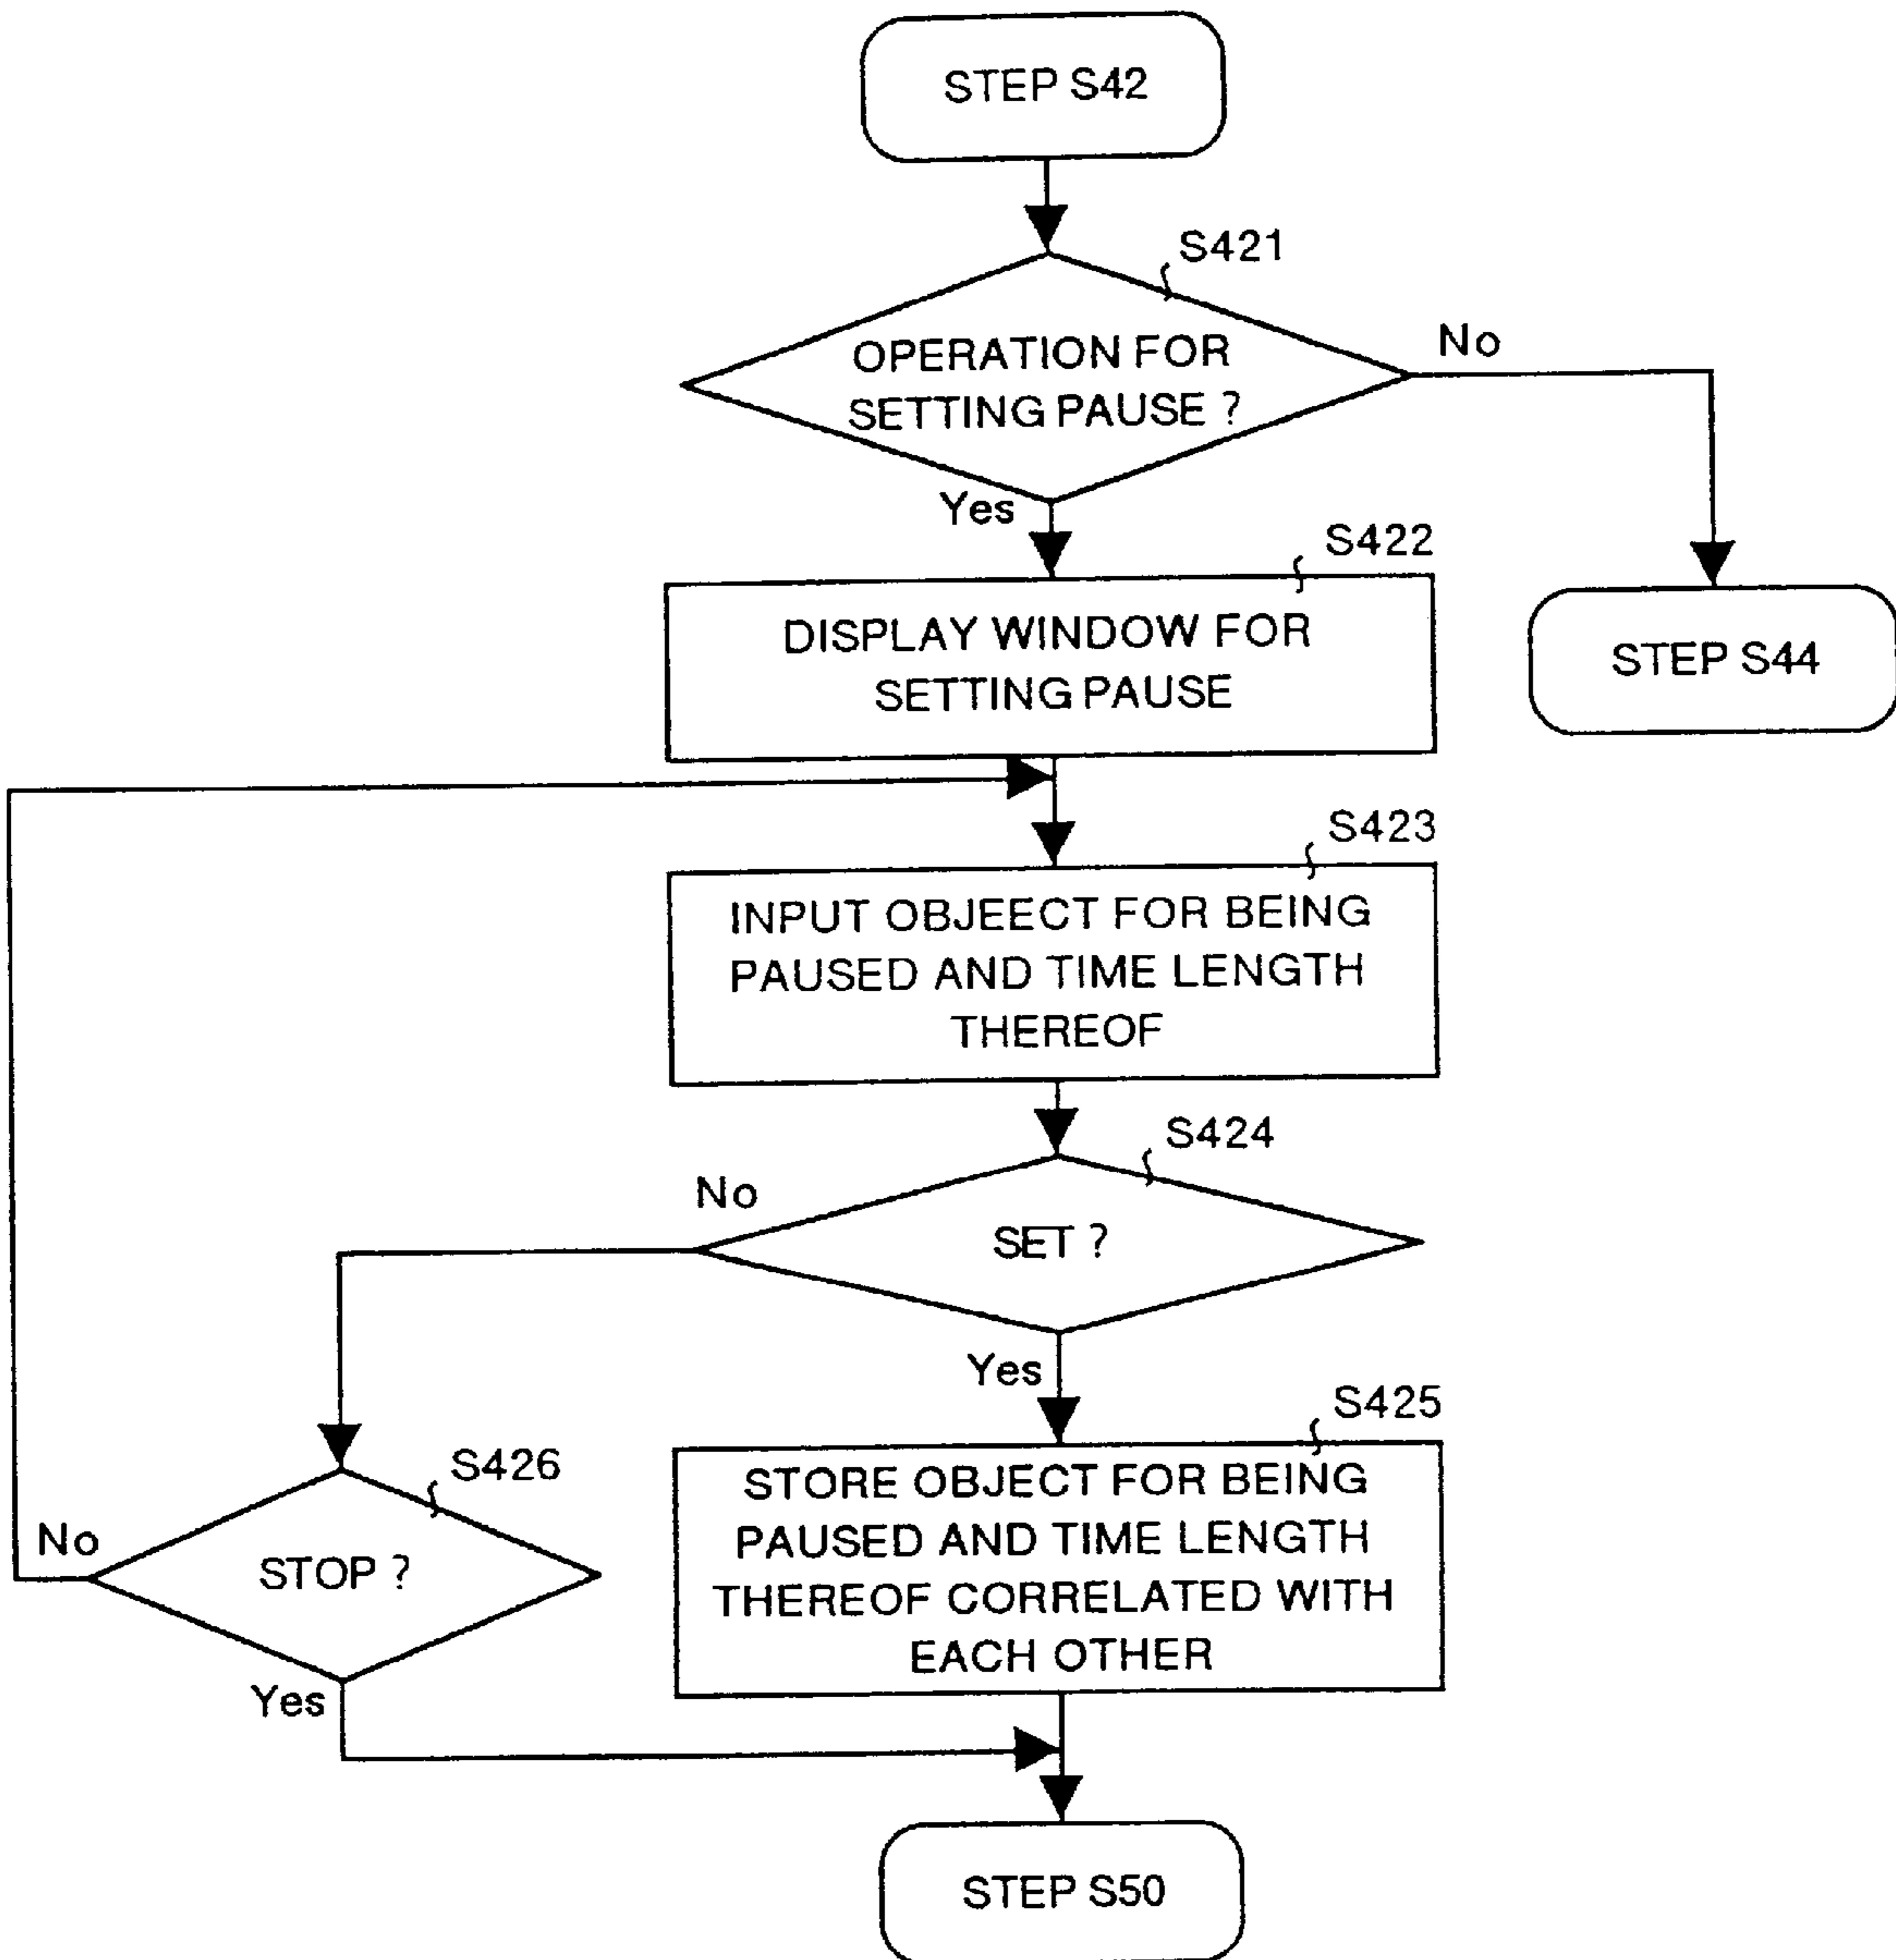 STEP S42
S421
OPERATION FOR
SETTING PAUSE ?
No
Yes
S422
DISPLAY WINDOW FOR
SETTING PAUSE
STEP S44
S423
INPUT OBJEECT FOR BEING
PAUSED AND TIME LENGTH
THEREOF
S424
No
SET ?
Yes
S425
S426
STORE OBJECT FOR BEING
PAUSED AND TIME LENGTH
THEREOF CORRELATED WITH
EACH OTHER
No
STOP ?
Yes
STEP S50